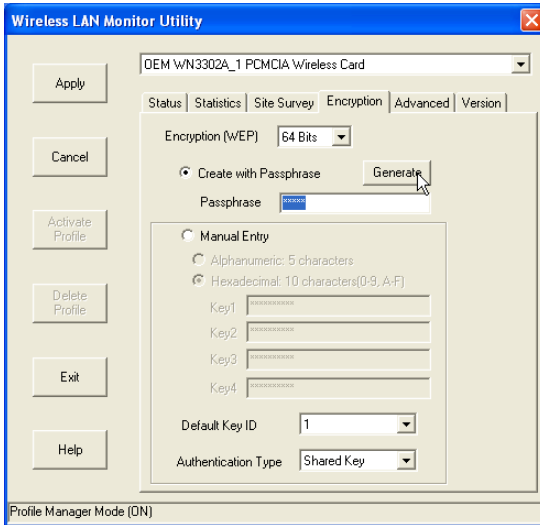 Wireless LAN Monitor Utility
OEM WN3302A_1 PCMCIA Wireless Card
Apply
Cancel
Activate Profile
Delete Profile
Exit
Help
Status Statistics Site Survey Encryption Advanced Version
Encryption (WEP) 64 Bits
Create with Passphrase Generate
Passphrase *****
Manual Entry
Alphanumeric: 5 characters
Hexadecimal: 10 characters(0-9, A-F)
Key1 **********
Key2 **********
Key3 **********
Key4 **********
Default Key ID 1
Authentication Type Shared Key
Profile Manager Mode (ON)